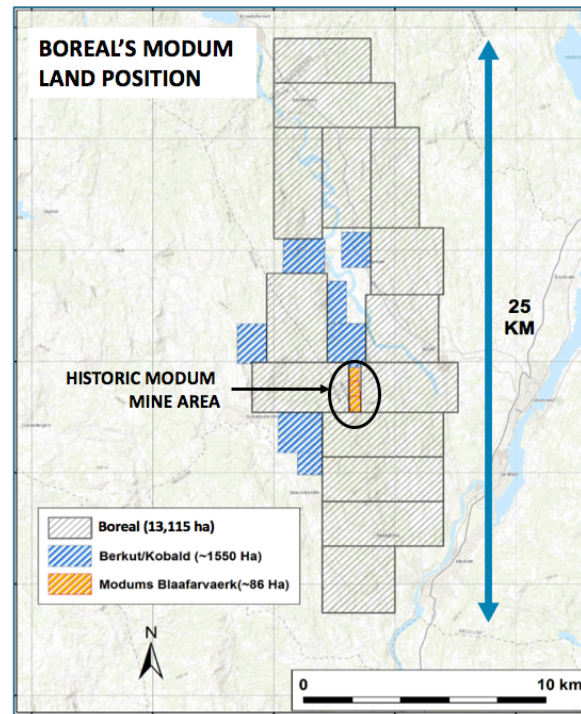 BOREAL'S MODUM
LAND POSITION
25
KM
HISTORIC MODUM
MINE AREA
Boreal (13,115 ha)
Berkut/Kobald (~1550 Ha)
Modums Blaafarvaerk(~86 Ha)
N
0
10 km